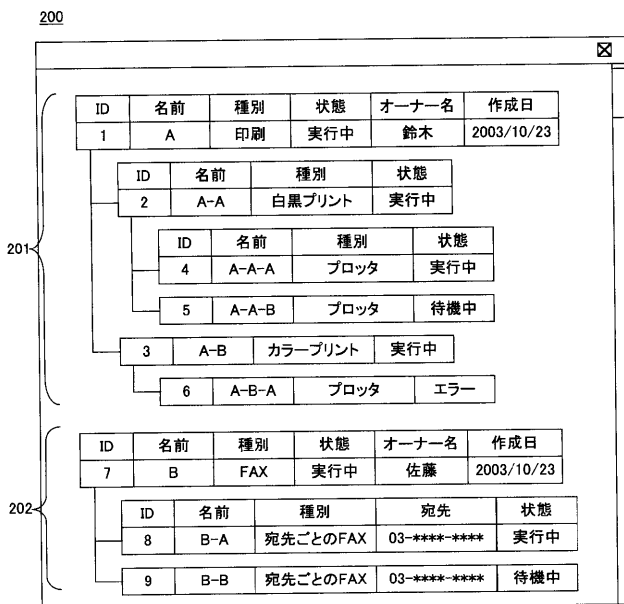 200
ID 名前 種別 状態 オーナー名 作成日
1 A 印刷 実行中 鈴木 2003/10/23
ID 名前 種別 状態
2 A-A 白黒プリント 実行中
201
ID 名前 種別 状態
4 A-A-A プロッタ 実行中
5 A-A-B プロッタ 待機中
3 A-B カラープリント 実行中
6 A-B-A プロッタ エラー
ID 名前 種別 状態 オーナー名 作成日
7 B FAX 実行中 佐藤 2003/10/23
202
ID 名前 種別 宛先 状態
8 B-A 宛先ごとのFAX 03-****-**** 実行中
9 B-B 宛先ごとのFAX 03-****-**** 待機中